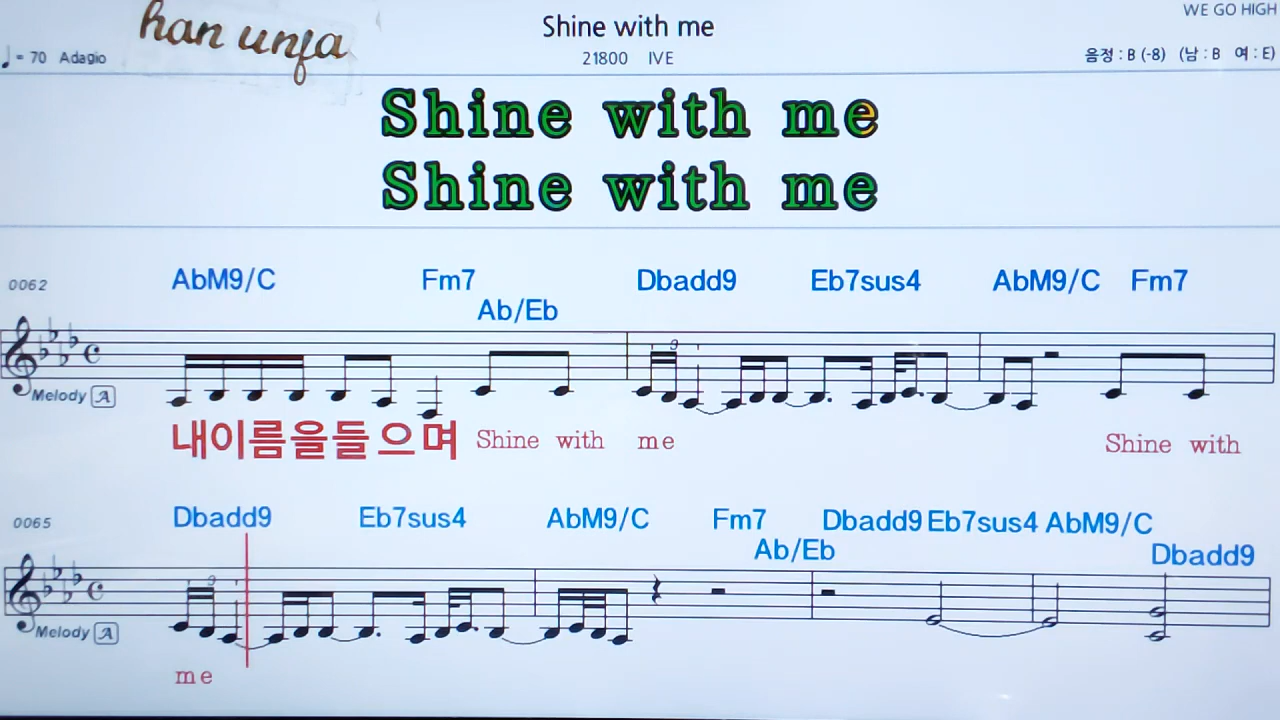 han unja
Shine with me
WE GO HIGH
♩= 70 Adagio
21800 IVE
음정 : B (-8) (남 : B 여 : E)
Shine with me
Shine with me
0062 AbM9/C Fm7 Ab/Eb Dbadd9 Eb7sus4 AbM9/C Fm7
3
Melody A
내이름을들으며 Shine with me Shine with
0065 Dbadd9 Eb7sus4 AbM9/C Fm7 Ab/Eb Dbadd9 Eb7sus4 AbM9/C Dbadd9
3
Melody A
me